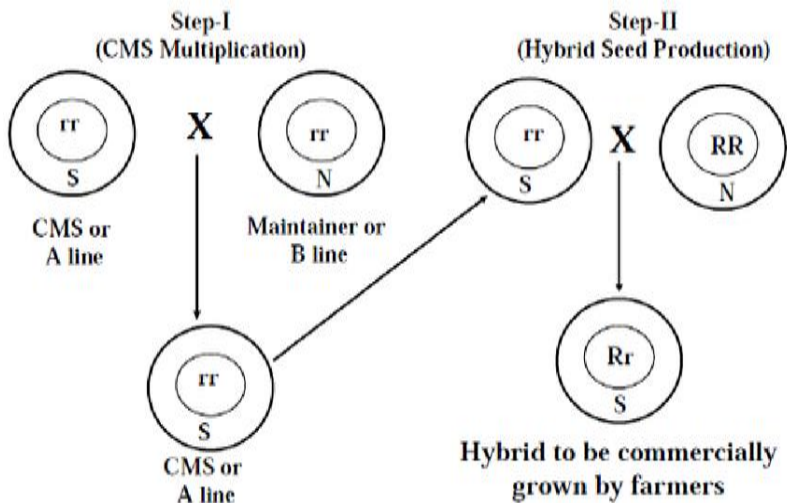 Step-I
(CMS Multiplication)
rr
S
X
rr
N
CMS or
A line
Maintainer or
B line
rr
S
CMS or
A line
Step-II
(Hybrid Seed Production)
rr
S
X
RR
N
Rr
S
Hybrid to be commercially
grown by farmers